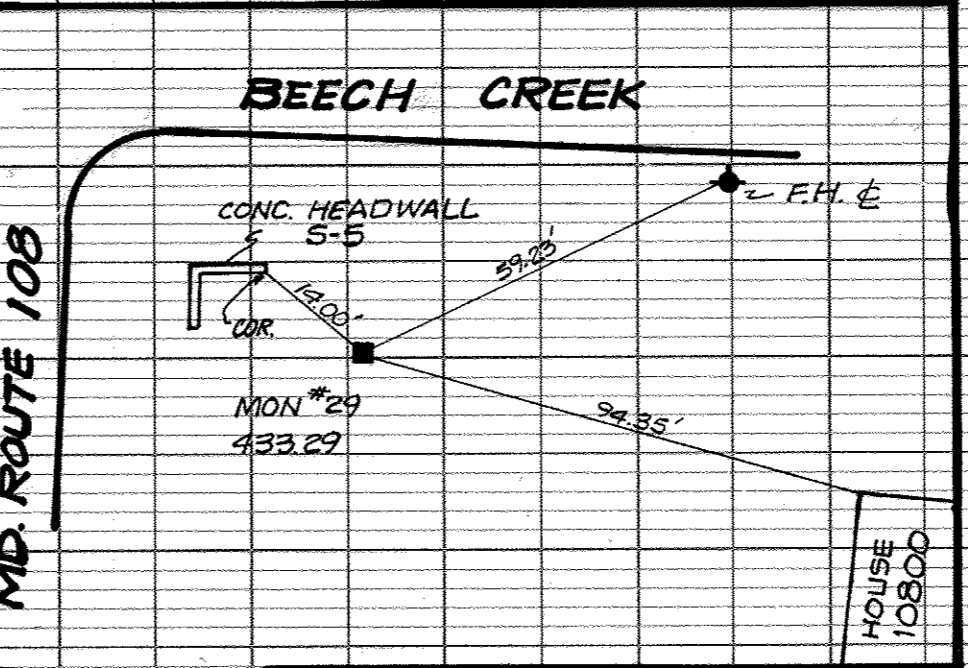 BEECH CREEK
F.H. ℄
CONC. HEADWALL
S-5
59.23'
14.00'
COR.
MD. ROUTE 108
MON #29
433.29
94.35'
HOUSE
10800